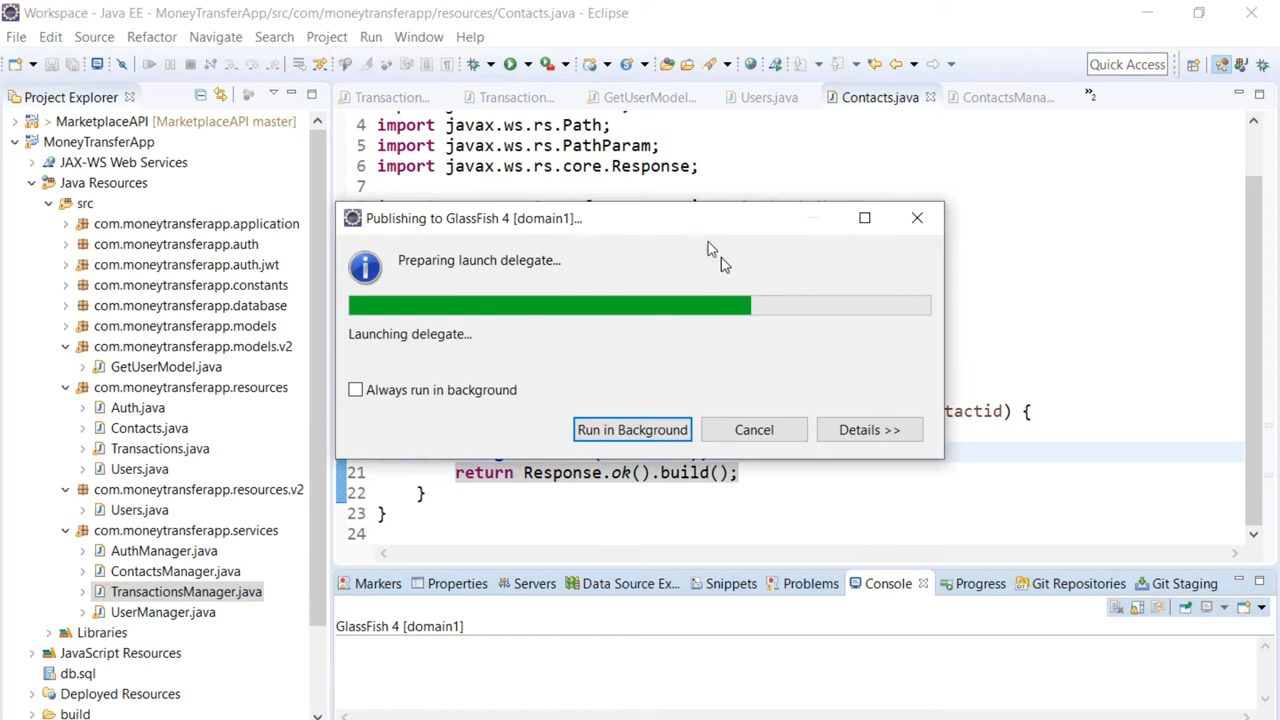 Workspace - Java EE - MoneyTransferApp/src/com/moneytransferapp/resources/Contacts.java - Eclipse
File Edit Source Refactor Navigate Search Project Run Window Help
Quick Access
Project Explorer
Transaction... Transaction... GetUserModel... Users.java Contacts.java ContactsMana... »2
> MarketplaceAPI [MarketplaceAPI master]
MoneyTransferApp
JAX-WS Web Services
Java Resources
src
com.moneytransferapp.application
com.moneytransferapp.auth
com.moneytransferapp.auth.jwt
com.moneytransferapp.constants
com.moneytransferapp.database
com.moneytransferapp.models
com.moneytransferapp.models.v2
GetUserModel.java
com.moneytransferapp.resources
Auth.java
Contacts.java
Transactions.java
Users.java
com.moneytransferapp.resources.v2
Users.java
com.moneytransferapp.services
AuthManager.java
ContactsManager.java
TransactionsManager.java
UserManager.java
Libraries
JavaScript Resources
db.sql
Deployed Resources
build
4 import javax.ws.rs.Path;
5 import javax.ws.rs.PathParam;
6 import javax.ws.rs.core.Response;
7
Publishing to GlassFish 4 [domain1]...
Preparing launch delegate...
Launching delegate...
Always run in background
Run in Background Cancel Details >>
tactid) {
21 return Response.ok().build();
22 }
23 }
24
Markers Properties Servers Data Source Ex... Snippets Problems Console Progress Git Repositories Git Staging
GlassFish 4 [domain1]